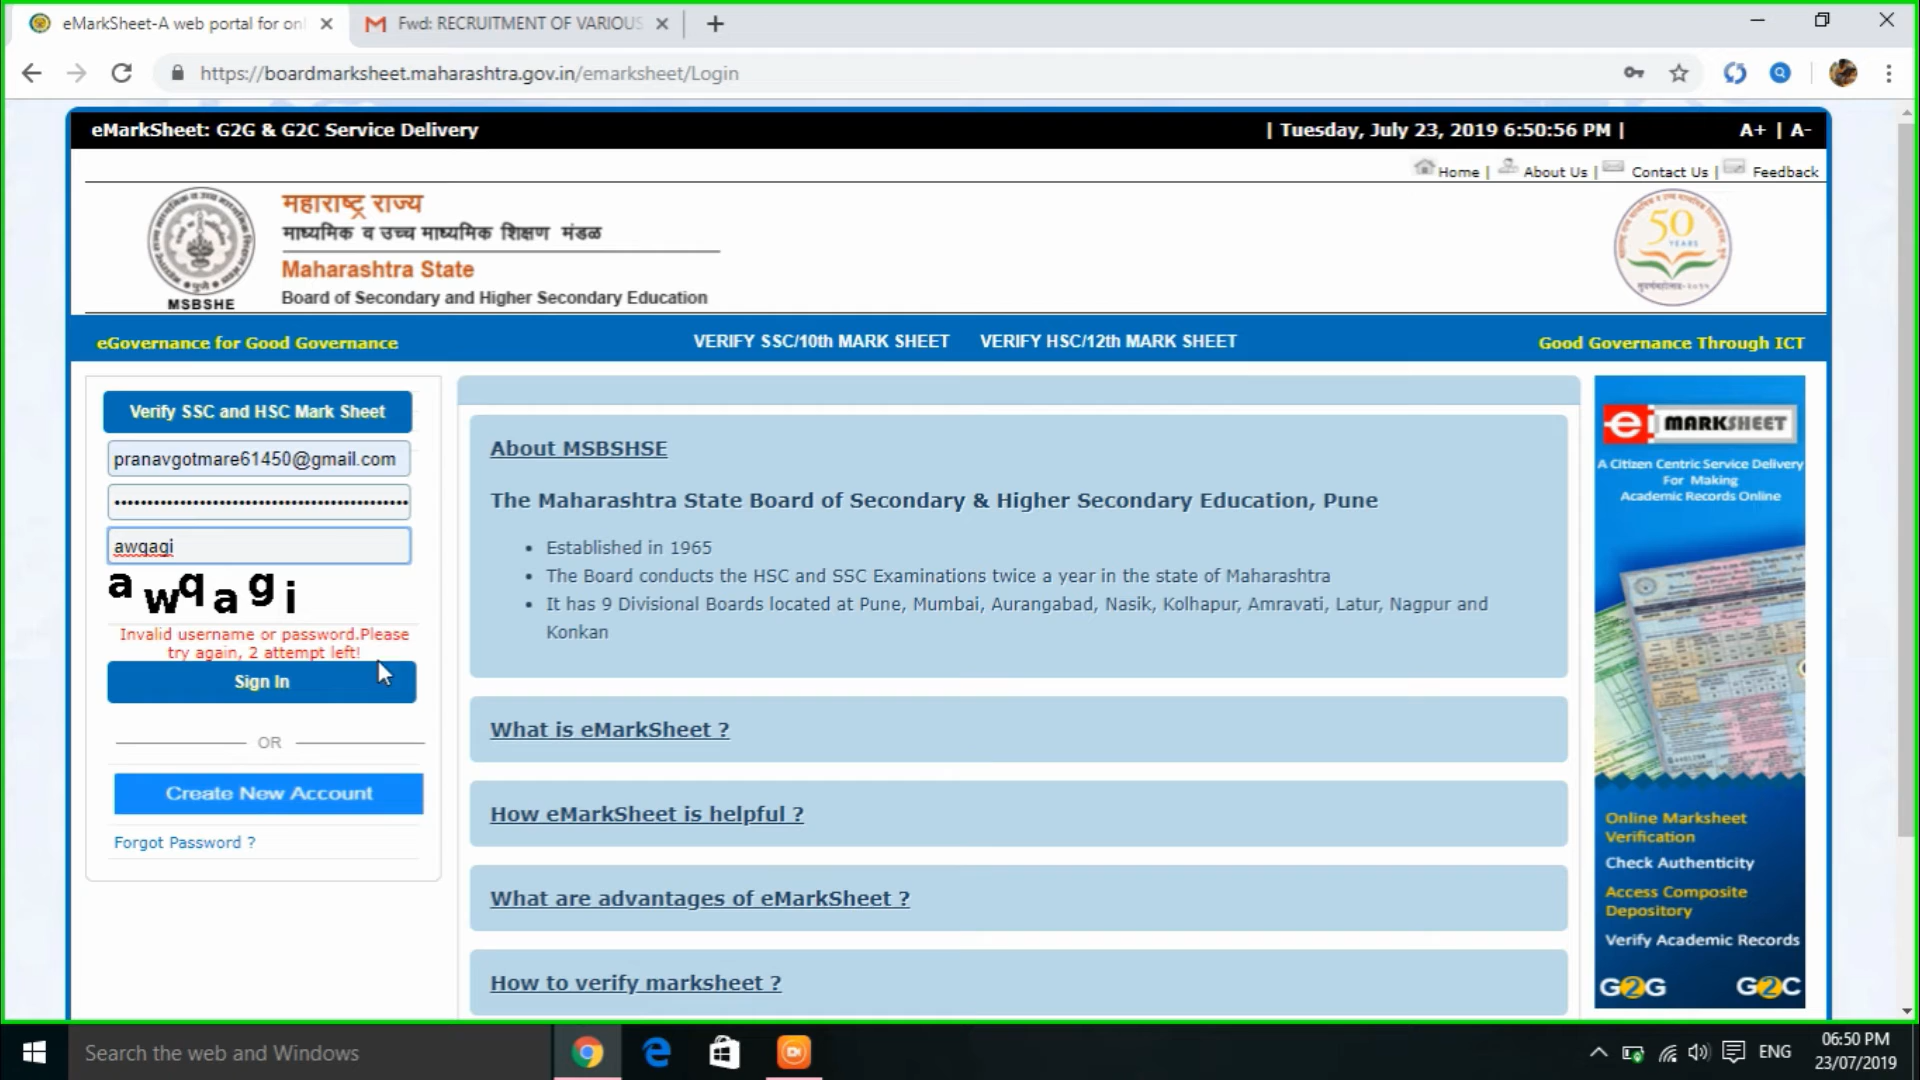 eMarkSheet-A web portal for onl
Fwd: RECRUITMENT OF VARIOUS
https://boardmarksheet.maharashtra.gov.in/emarksheet/Login
eMarkSheet: G2G & G2C Service Delivery
| Tuesday, July 23, 2019 6:50:56 PM |
A+ | A-
Home | About Us | Contact Us | Feedback
महाराष्ट्र राज्य
माध्यमिक व उच्च माध्यमिक शिक्षण मंडळ
Maharashtra State
Board of Secondary and Higher Secondary Education
MSBSHE
50
YEARS
eGovernance for Good Governance
VERIFY SSC/10th MARK SHEET
VERIFY HSC/12th MARK SHEET
Good Governance Through ICT
Verify SSC and HSC Mark Sheet
pranavgotmare61450@gmail.com
awqagi
awqagi
Invalid username or password.Please
try again, 2 attempt left!
Sign In
OR
Create New Account
Forgot Password ?
About MSBSHSE
The Maharashtra State Board of Secondary & Higher Secondary Education, Pune
• Established in 1965
• The Board conducts the HSC and SSC Examinations twice a year in the state of Maharashtra
• It has 9 Divisional Boards located at Pune, Mumbai, Aurangabad, Nasik, Kolhapur, Amravati, Latur, Nagpur and
Konkan
What is eMarkSheet ?
How eMarkSheet is helpful ?
What are advantages of eMarkSheet ?
How to verify marksheet ?
e MARKSHEET
A Citizen Centric Service Delivery
For Making
Academic Records Online
Online Marksheet
Verification
Check Authenticity
Access Composite
Depository
Verify Academic Records
G2G
G2C
Search the web and Windows
ENG
06:50 PM
23/07/2019